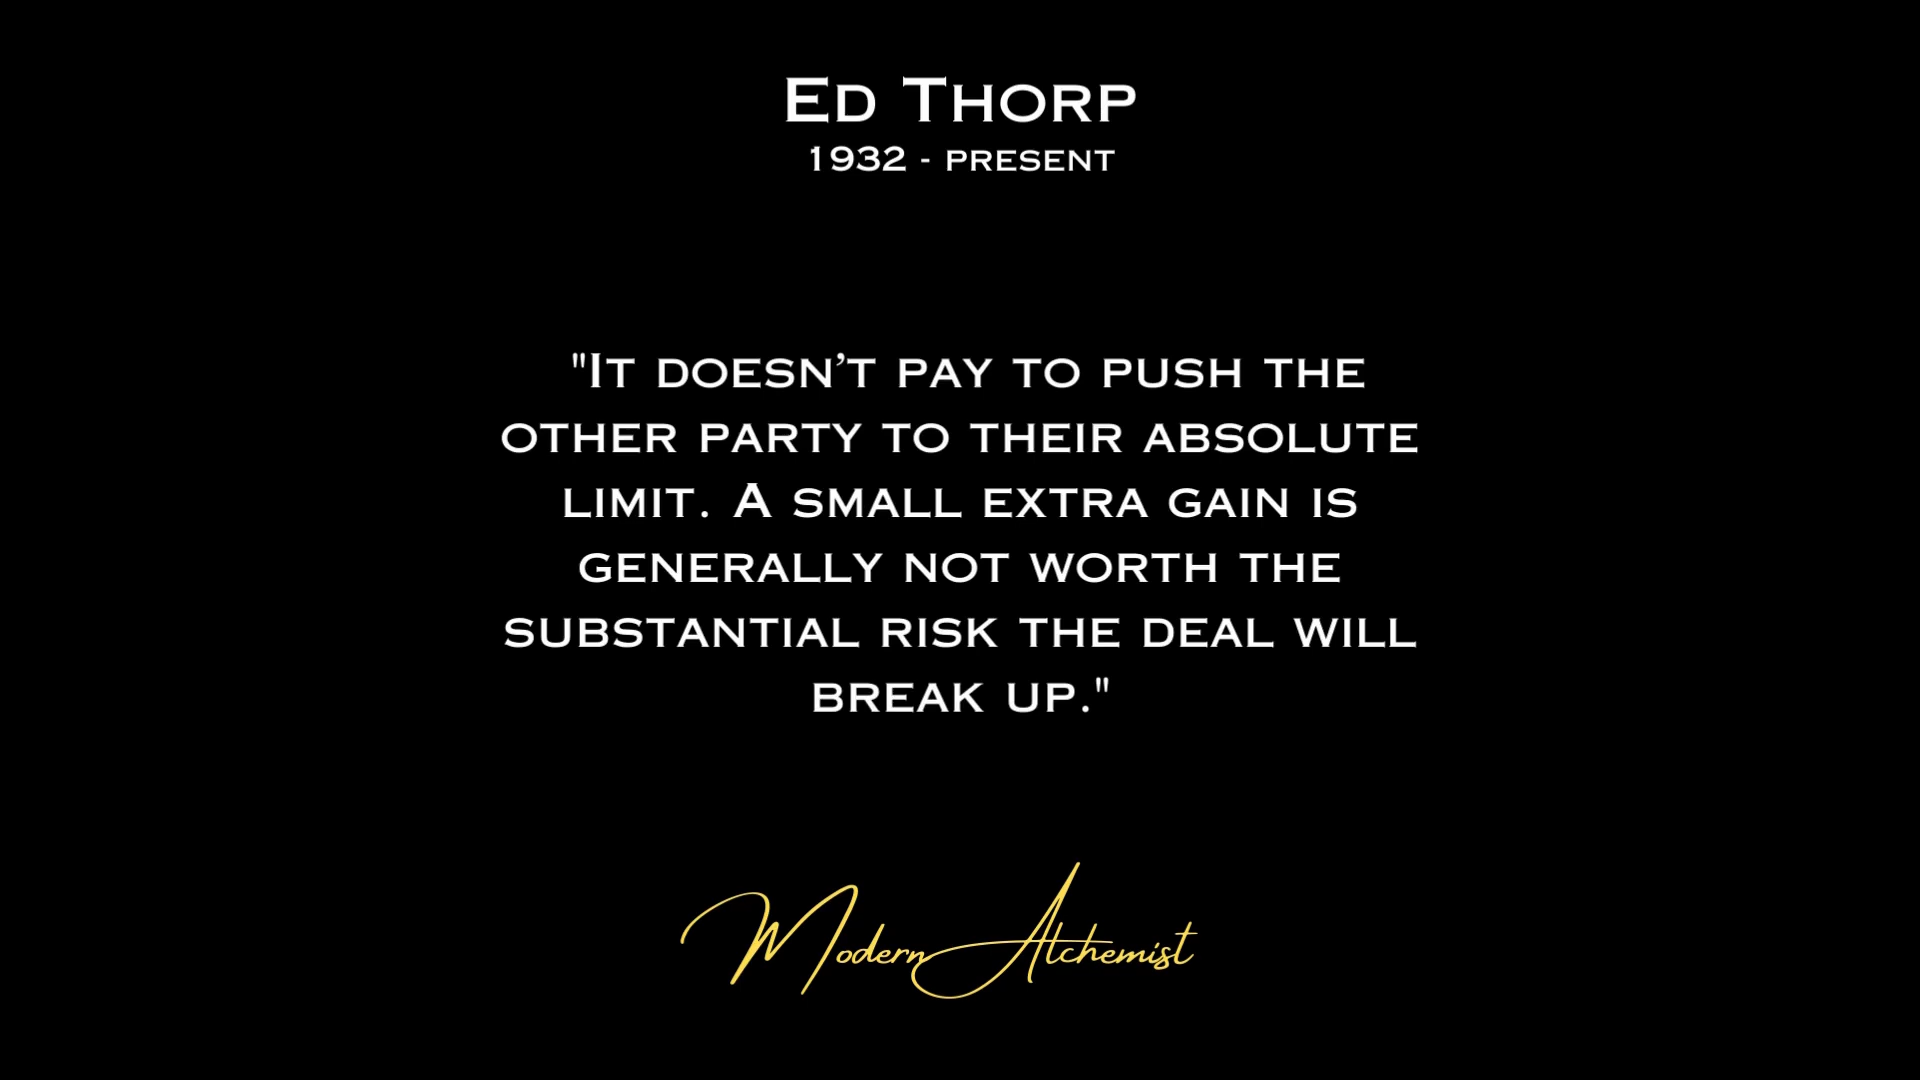 Ed Thorp
1932 - present
"It doesn’t pay to push the
other party to their absolute
limit. A small extra gain is
generally not worth the
substantial risk the deal will
break up."
Modern Alchemist